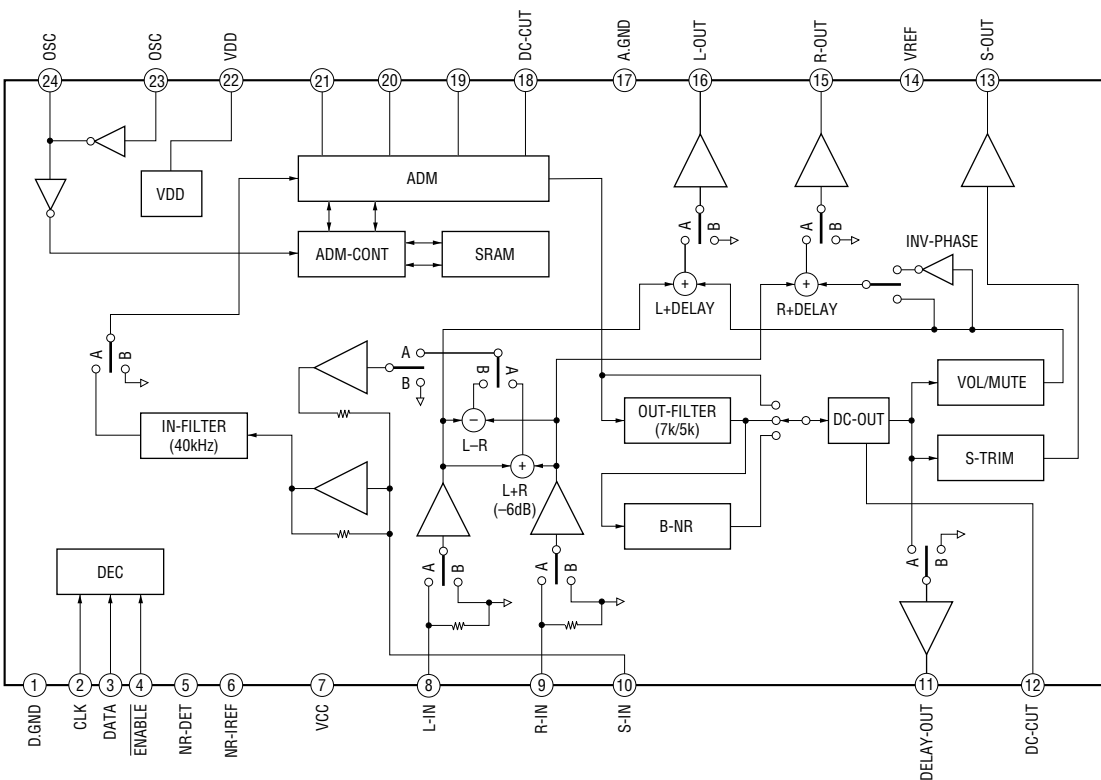 OSC
OSC
VDD
DC-CUT
A.GND
L-OUT
R-OUT
VREF
S-OUT
24
23
22
21
20
19
18
17
16
15
14
13
VDD
ADM
ADM-CONT
SRAM
A
B
A
B
INV-PHASE
+
L+DELAY
+
R+DELAY
A
B
A
B
B
A
IN-FILTER
(40kHz)
−
L–R
+
L+R
(–6dB)
OUT-FILTER
(7k/5k)
DC-OUT
VOL/MUTE
S-TRIM
B-NR
DEC
A
B
A
B
A
B
1
2
3
4
5
6
7
8
9
10
11
12
D.GND
CLK
DATA
ENABLE
NR-DET
NR-IREF
VCC
L-IN
R-IN
S-IN
DELAY-OUT
DC-CUT